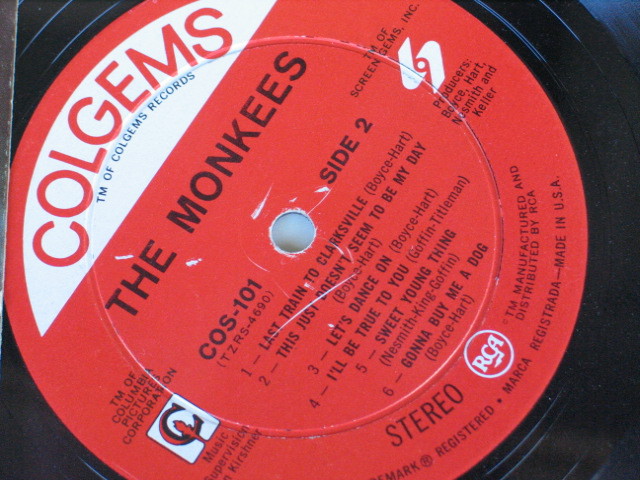 COLGEMS
TM OF COLGEMS RECORDS
THE MONKEES
TM OF
SCREEN GEMS, INC.
Producers:
Boyce, Hart,
Nesmith and
Keller
SIDE 2
COS-101
(TZRS-4690)
1 – LAST TRAIN TO CLARKSVILLE (Boyce-Hart)
2 – THIS JUST DOESN'T SEEM TO BE MY DAY
(Boyce-Hart)
3 – LET'S DANCE ON (Boyce-Hart)
4 – I'LL BE TRUE TO YOU (Goffin-Titleman)
5 – SWEET YOUNG THING
(Nesmith-King-Goffin)
6 – GONNA BUY ME A DOG
(Boyce-Hart)
TM OF
COLUMBIA
PICTURES
CORPORATION
Music
Supervision
Kirshner
STEREO
RCA
TM MANUFACTURED AND
DISTRIBUTED BY RCA
REGISTERED • MARCA REGISTRADA—MADE IN U.S.A.